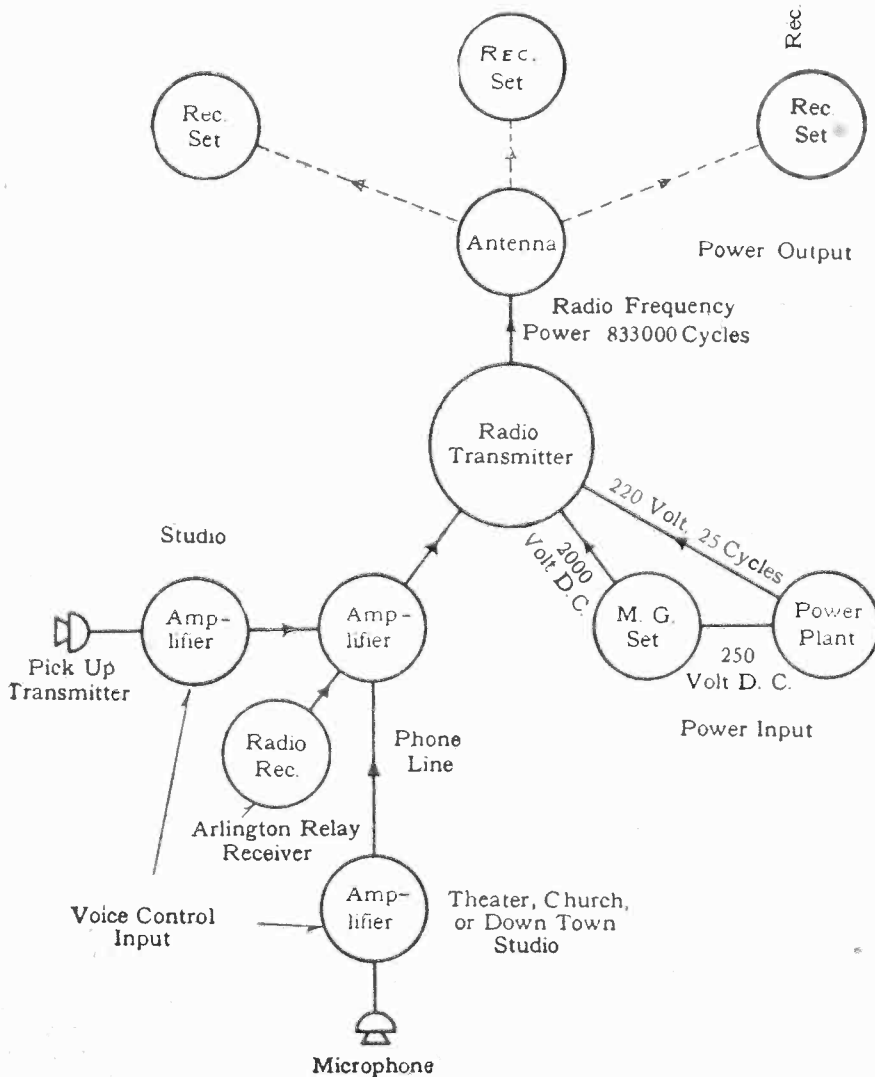 Rec.
REC.
Set
Rec.
Set
Rec.
Set
Antenna
Power Output
Radio Frequency
Power 833000 Cycles
Radio
Transmitter
220 Volt, 25 Cycles
2000
Volt D.C.
Studio
Amp-
lifier
Amp-
lifier
M. G.
Set
Power
Plant
Pick Up
Transmitter
250
Volt D. C.
Power Input
Radio
Rec.
Phone
Line
Arlington Relay
Receiver
Voice Control
Input
Amp-
lifier
Theater, Church,
or Down Town
Studio
Microphone